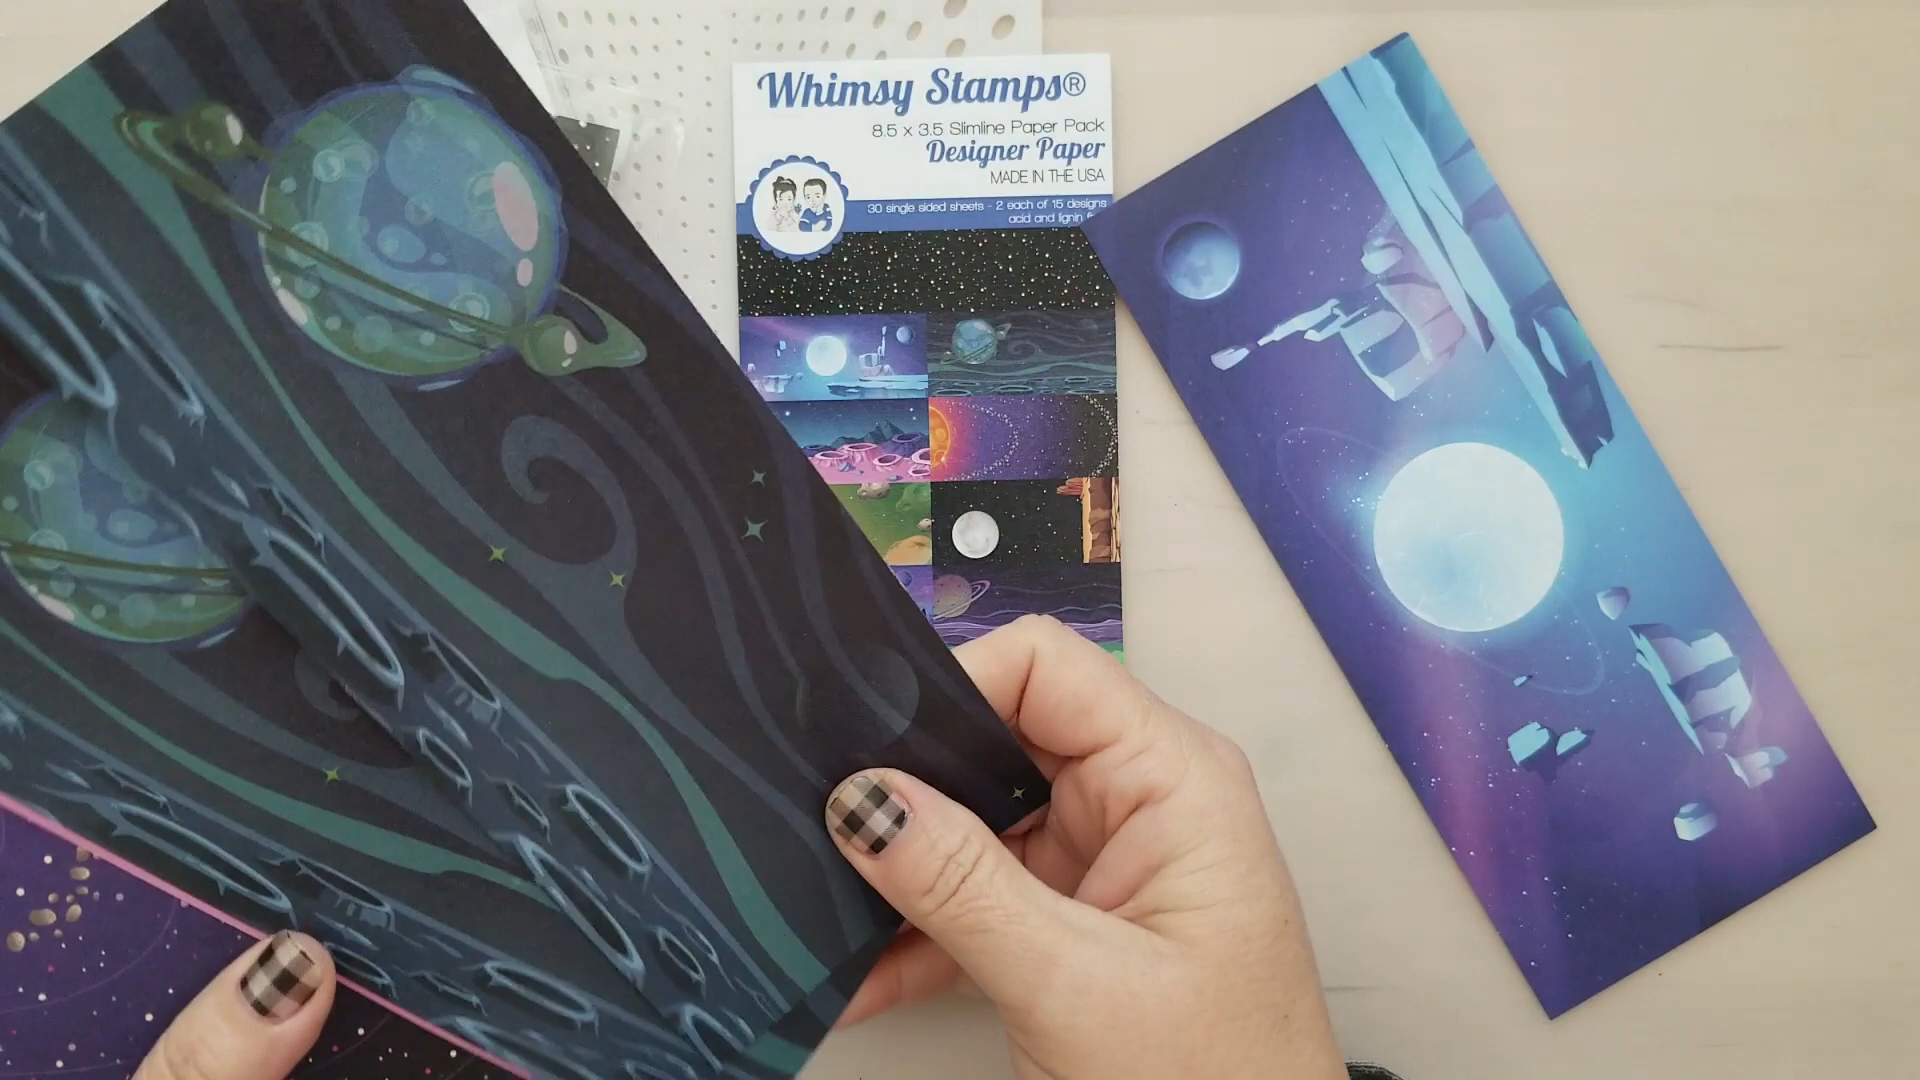 Whimsy Stamps®
8.5 x 3.5 Slimline Paper Pack
Designer Paper
MADE IN THE USA
30 single sided sheets - 2 each of 15 designs
acid and lignin